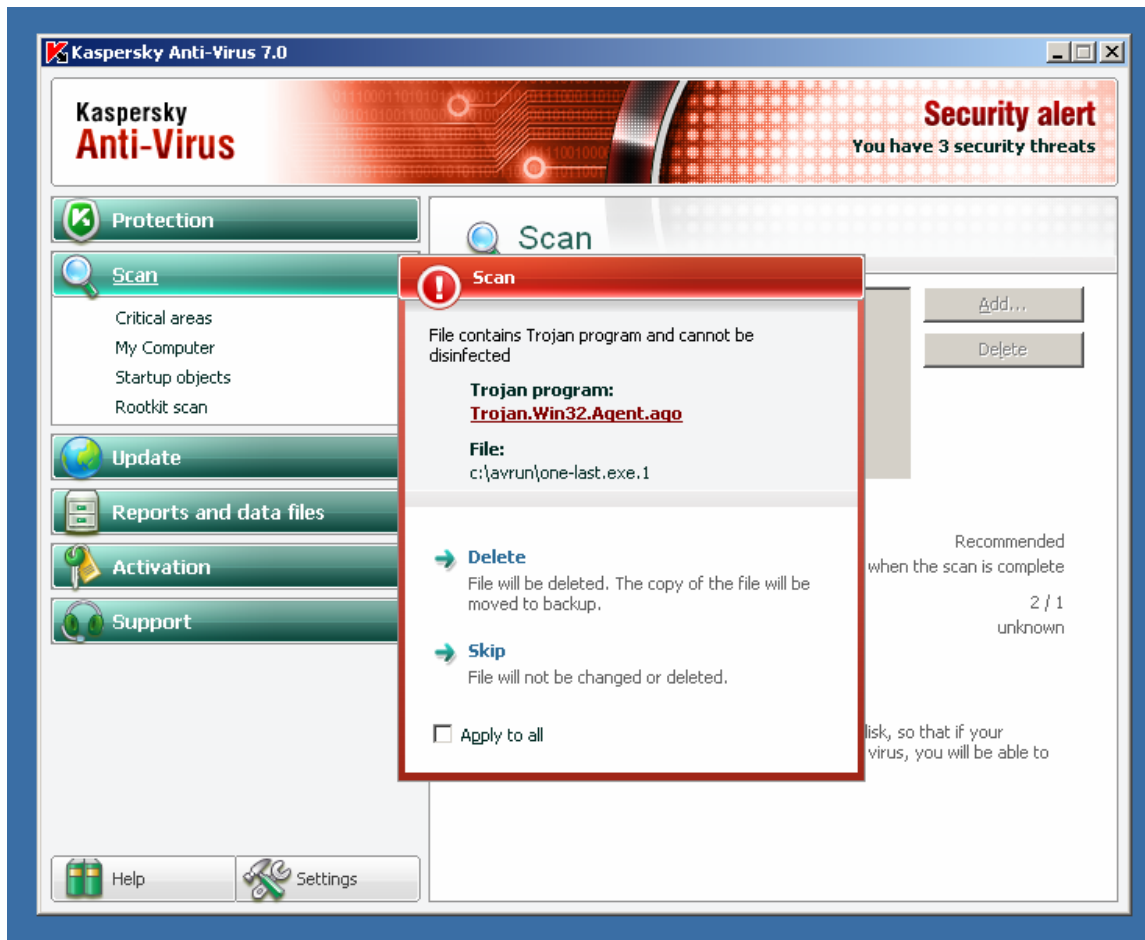 Kaspersky Anti-Virus 7.0
Kaspersky
Anti-Virus
Security alert
You have 3 security threats
Protection
Scan
Critical areas
My Computer
Startup objects
Rootkit scan
Update
Reports and data files
Activation
Support
Help
Settings
Scan
Add...
Delete
Scan
File contains Trojan program and cannot be
disinfected
Trojan program:
Trojan.Win32.Agent.aqo
File:
c:\avrun\one-last.exe.1
Delete
File will be deleted. The copy of the file will be
moved to backup.
Skip
File will not be changed or deleted.
Apply to all
Recommended
when the scan is complete
2 / 1
unknown
disk, so that if your
virus, you will be able to